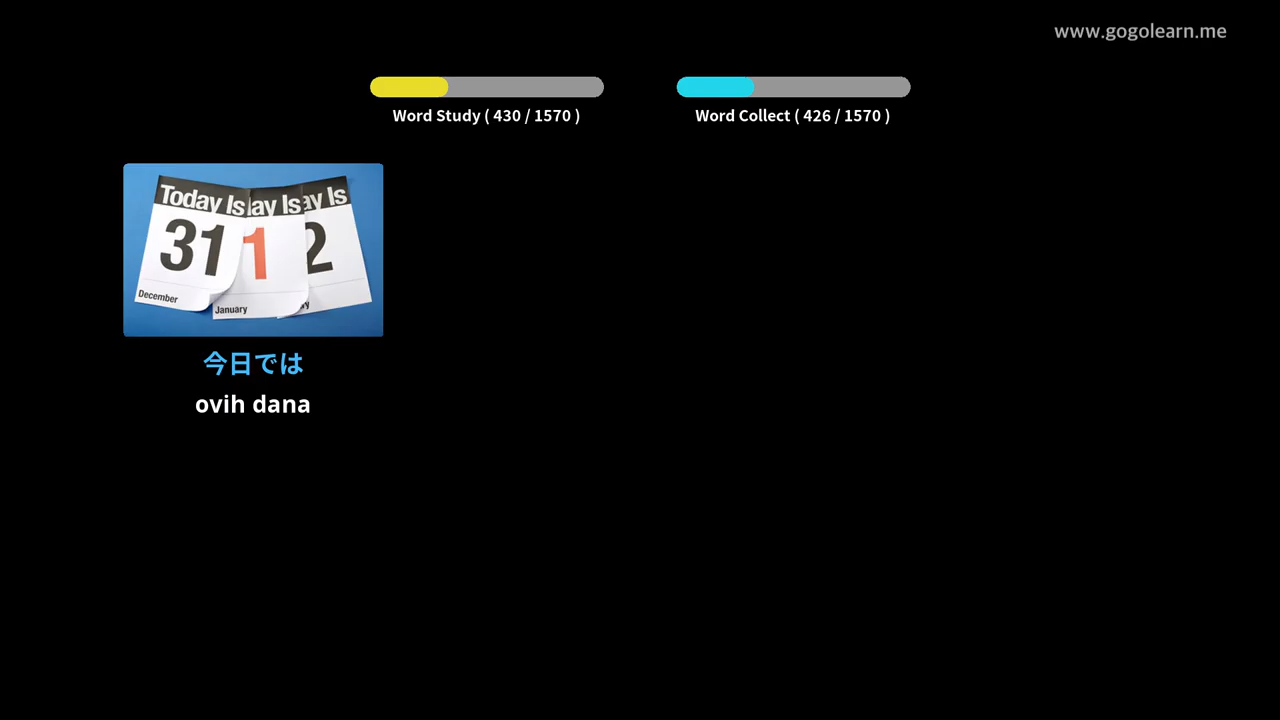 www.gogolearn.me
Word Study ( 430 / 1570 )
Word Collect ( 426 / 1570 )
Today Is
31
December
ay Is
1
January
ay Is
2
ry
今日では
ovih dana